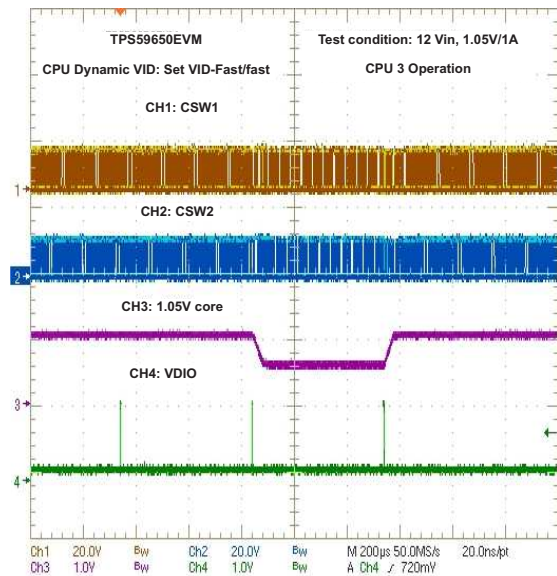 TPS59650EVM
Test condition: 12 Vin, 1.05V/1A
CPU Dynamic VID: Set VID-Fast/fast
CPU 3 Operation
CH1: CSW1
1
CH2: CSW2
2
CH3: 1.05V core
CH4: VDIO
3
4
Ch1 20.0V Bw Ch2 20.0V Bw M 200µs 50.0MS/s 20.0ns/pt
Ch3 1.0V Bw Ch4 1.0V Bw A Ch4 / 720mV